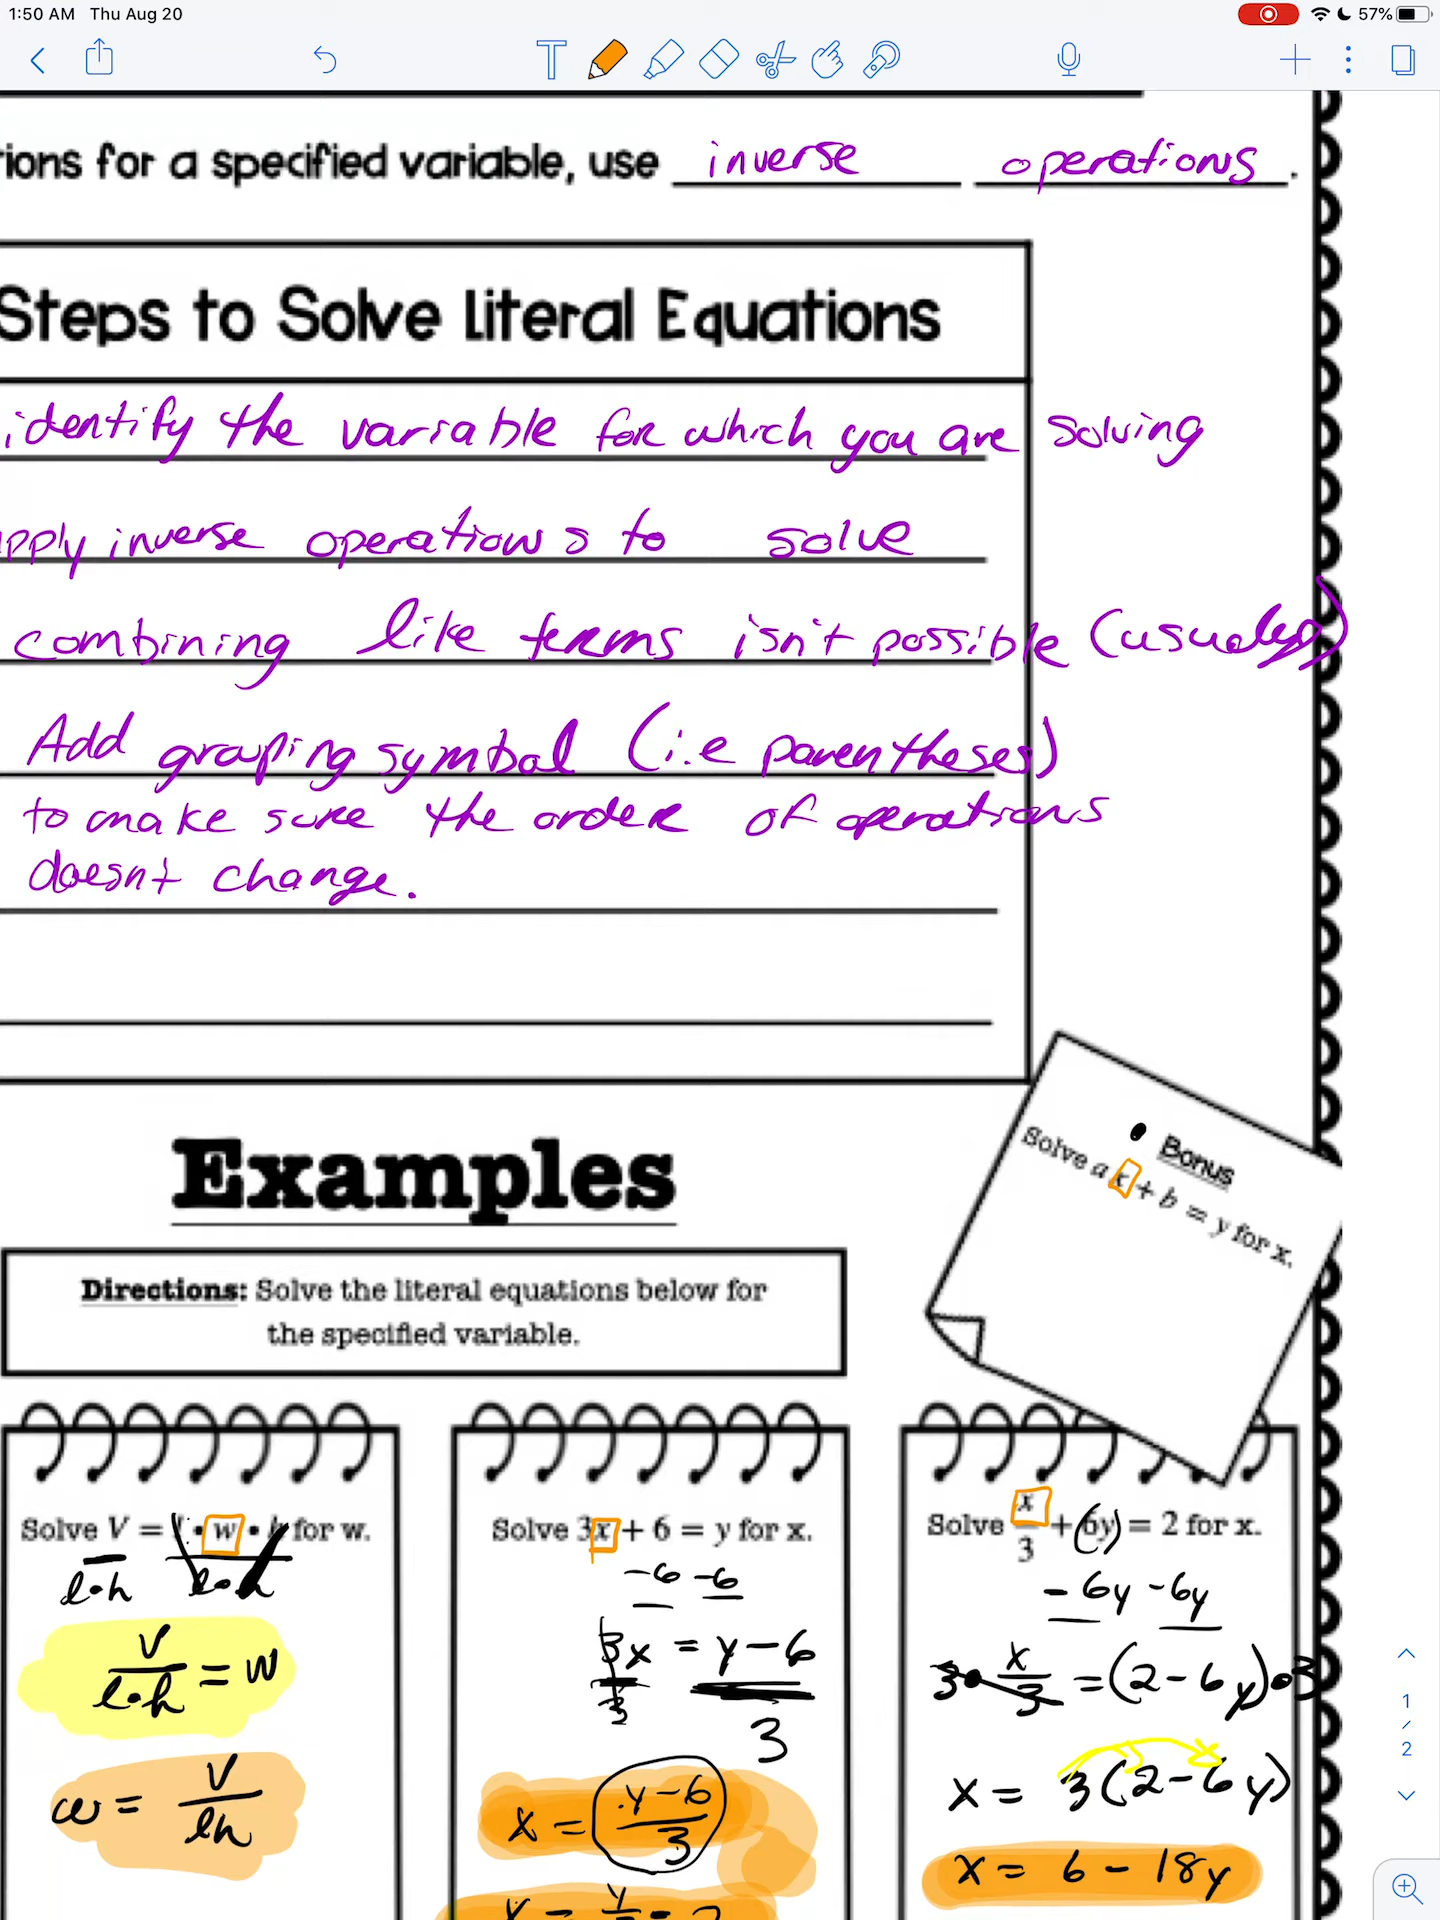 1:50 AM Thu Aug 20 57%
tions for a specified variable, use inverse operations.
Steps to Solve Literal Equations
identify the variable for which you are solving
apply inverse operations to solve
combining like terms isn't possible (usually)
Add grouping symbol (i.e parentheses)
to make sure the order of operations
doesn't change.
Bonus
Solve ax + b = y for x.
Examples
Directions: Solve the literal equations below for
the specified variable.
Solve V = l • w • h for w.
l•h l•h
V/l•h = w
w = V/lh
Solve 3x + 6 = y for x.
-6 -6
3x = y - 6
3 3
x = y-6/3
Solve x/3 + 6y = 2 for x.
-6y -6y
3• x/3 = (2-6y)•3
x = 3(2-6y)
x = 6 - 18y
1
/
2